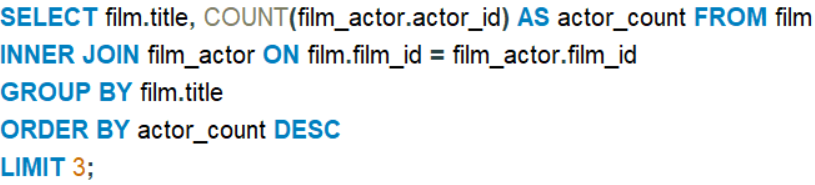 SELECT film.title, COUNT(film_actor.actor_id) AS actor_count FROM film
INNER JOIN film_actor ON film.film_id = film_actor.film_id
GROUP BY film.title
ORDER BY actor_count DESC
LIMIT 3;